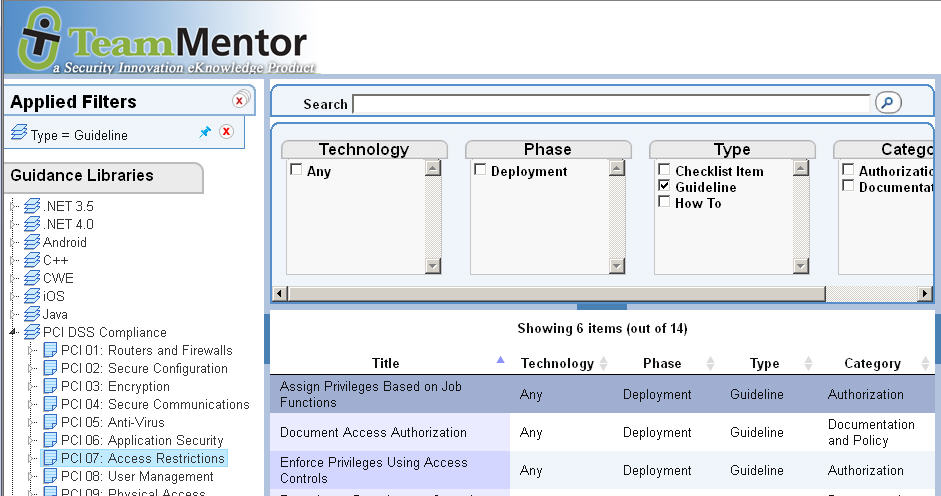 TeamMentor
a Security Innovation eKnowledge Product
Applied Filters
Type = Guideline
Guidance Libraries
.NET 3.5
.NET 4.0
Android
C++
CWE
iOS
Java
PCI DSS Compliance
PCI 01: Routers and Firewalls
PCI 02: Secure Configuration
PCI 03: Encryption
PCI 04: Secure Communications
PCI 05: Anti-Virus
PCI 06: Application Security
PCI 07: Access Restrictions
PCI 08: User Management
PCI 09: Physical Access
Search
Technology
Any
Phase
Deployment
Type
Checklist Item
Guideline
How To
Catego
Authorizatio
Documentat
Showing 6 items (out of 14)
Title Technology Phase Type Category
Assign Privileges Based on Job
Functions
Any Deployment Guideline Authorization
Document Access Authorization Any Deployment Guideline
Documentation
and Policy
Enforce Privileges Using Access
Controls
Any Deployment Guideline Authorization